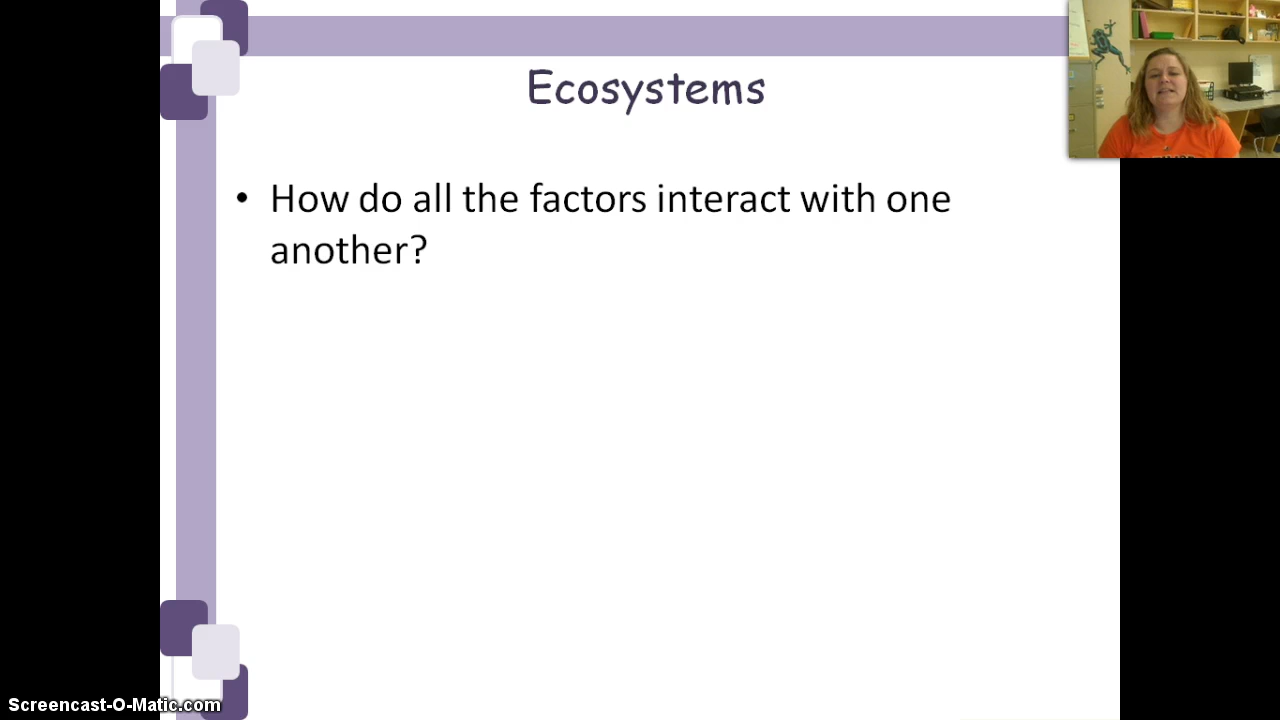 Ecosystems
• How do all the factors interact with one
another?
Screencast-O-Matic.com